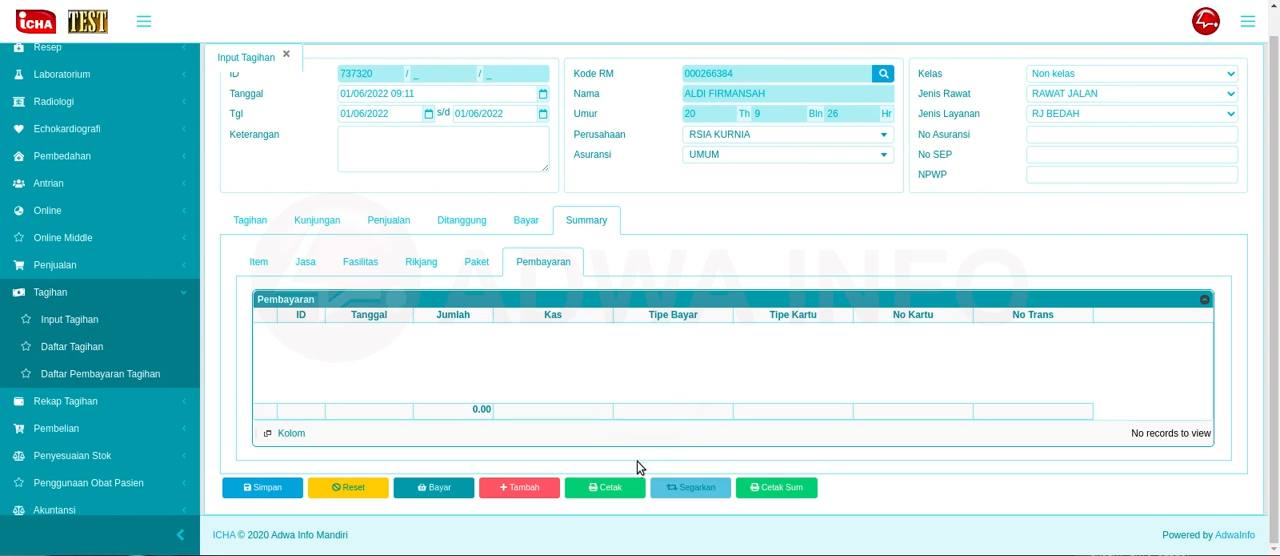 iCHA TEST
Resep
Laboratorium
Radiologi
Echokardiografi
Pembedahan
Antrian
Online
Online Middle
Penjualan
Tagihan
Input Tagihan
Daftar Tagihan
Daftar Pembayaran Tagihan
Rekap Tagihan
Pembelian
Penyesuaian Stok
Penggunaan Obat Pasien
Akuntansi
Input Tagihan
ID 737320 / _ / _
Tanggal 01/06/2022 09:11
Tgl 01/06/2022 s/d 01/06/2022
Keterangan
Kode RM 000266384
Nama ALDI FIRMANSAH
Umur 20 Th 9 Bln 26 Hr
Perusahaan RSIA KURNIA
Asuransi UMUM
Kelas Non kelas
Jenis Rawat RAWAT JALAN
Jenis Layanan RJ BEDAH
No Asuransi
No SEP
NPWP
Tagihan Kunjungan Penjualan Ditanggung Bayar Summary
Item Jasa Fasilitas Rikjang Paket Pembayaran
ADWA INFO
Pembayaran
ID Tanggal Jumlah Kas Tipe Bayar Tipe Kartu No Kartu No Trans
0.00
Kolom No records to view
Simpan Reset Bayar Tambah Cetak Segarkan Cetak Sum
ICHA © 2020 Adwa Info Mandiri Powered by AdwaInfo